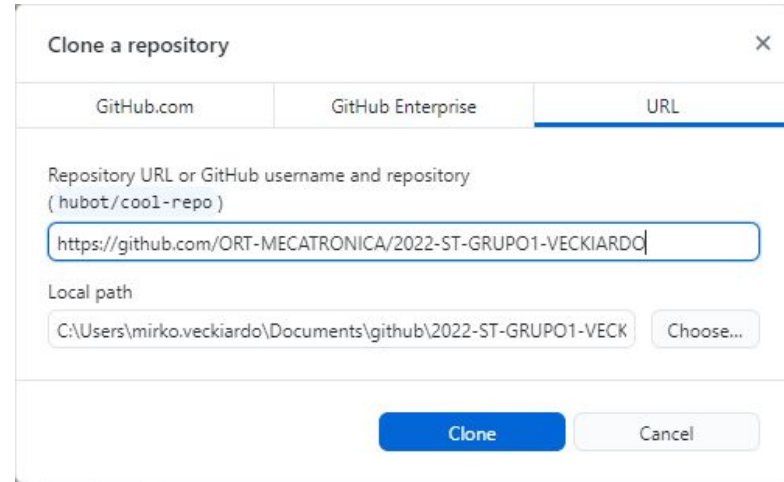 Clone a repository
GitHub.com
GitHub Enterprise
URL
Repository URL or GitHub username and repository
(hubot/cool-repo)
https://github.com/ORT-MECATRONICA/2022-ST-GRUPO1-VECKIARDO
Local path
C:\Users\mirko.veckiardo\Documents\github\2022-ST-GRUPO1-VECK
Choose...
Clone
Cancel